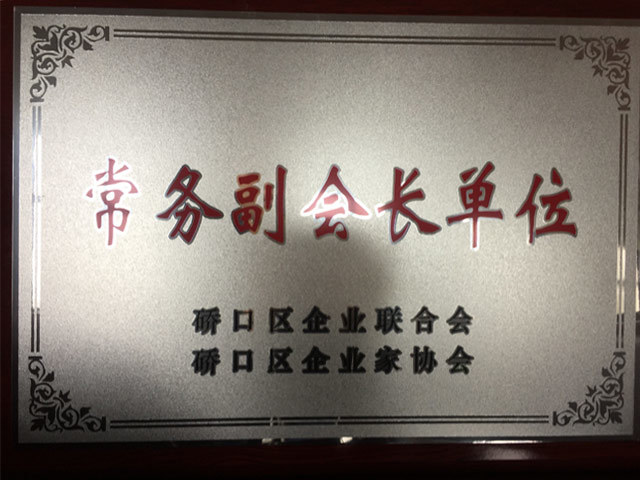 常务副会长单位
硚口区企业联合会
硚口区企业家协会